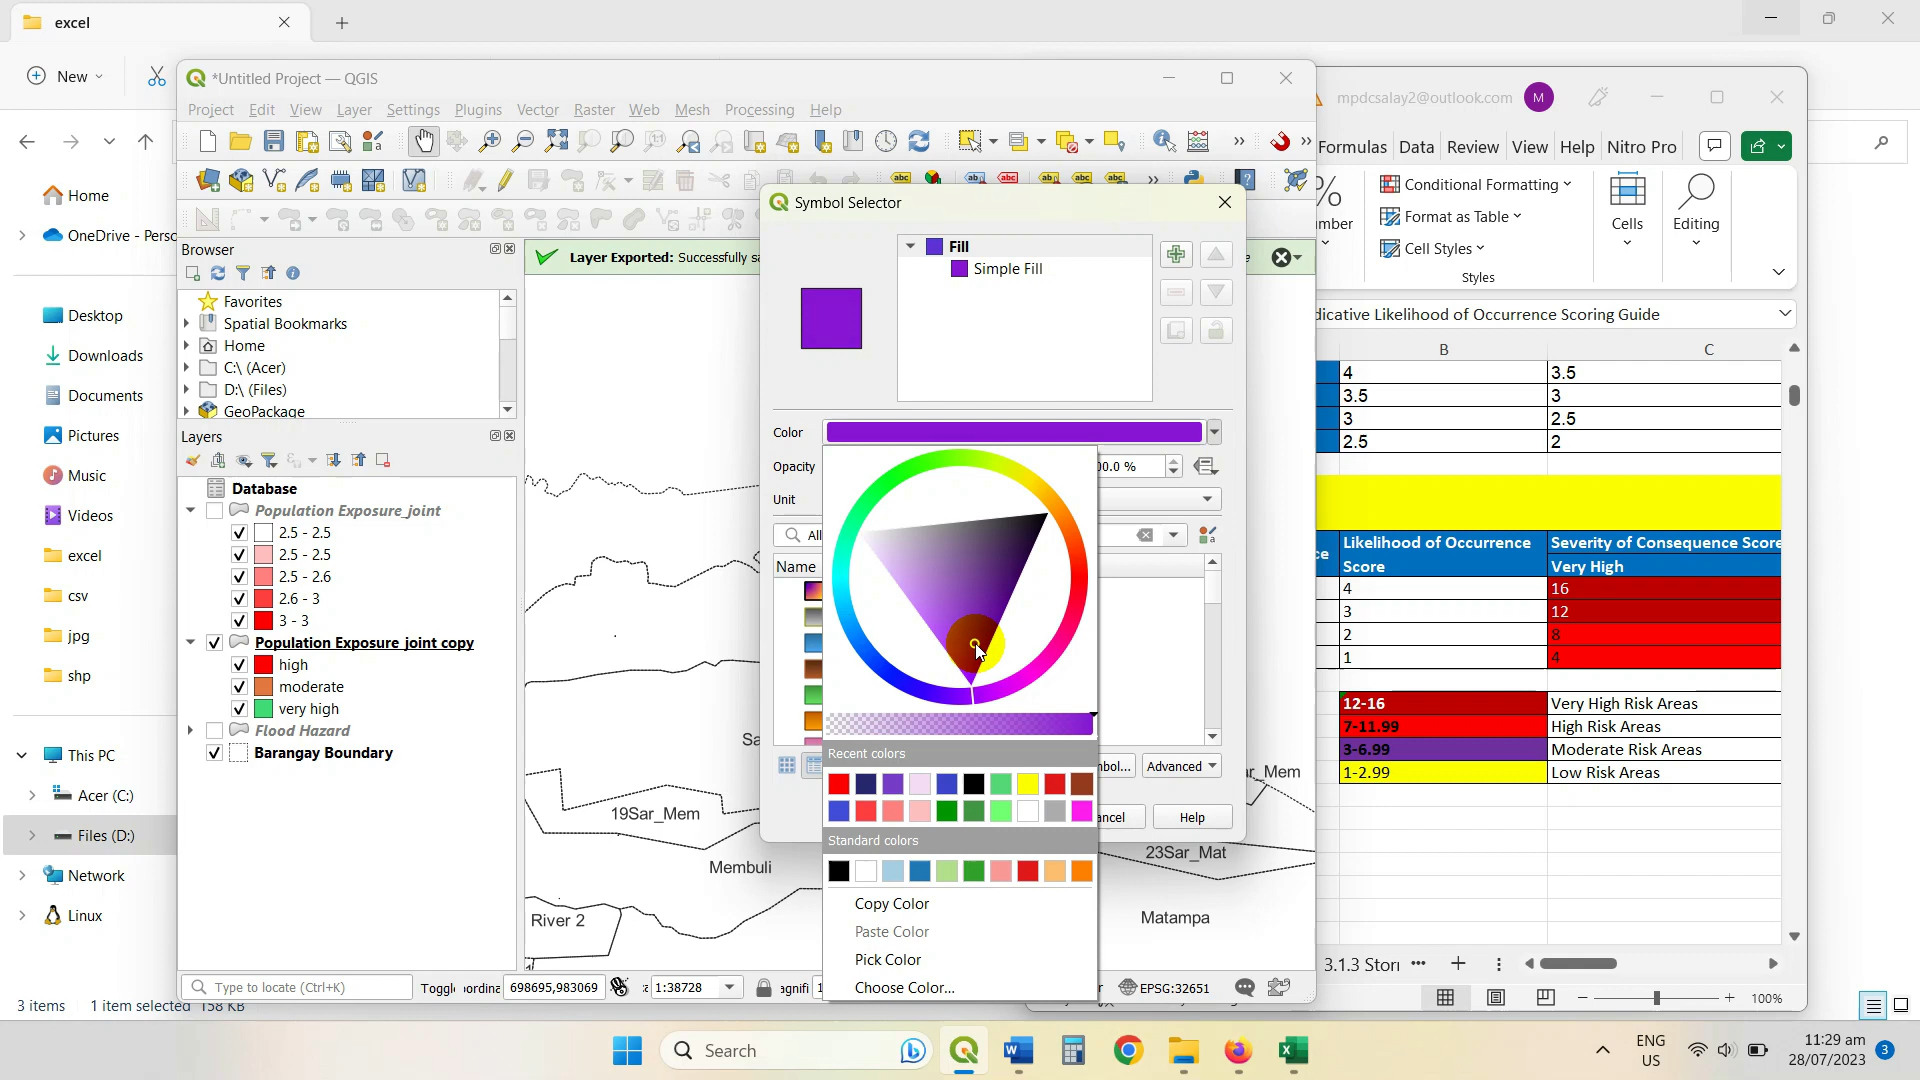 excel
New
*Untitled Project — QGIS
Project Edit View Layer Settings Plugins Vector Raster Web Mesh Processing Help
mpdcsalay2@outlook.com M
Formulas Data Review View Help Nitro Pro
Home
OneDrive - Perso
Desktop
Downloads
Documents
Pictures
Music
Videos
excel
csv
jpg
shp
This PC
Acer (C:)
Files (D:)
Network
Linux
3 items 1 item selected 158 KB
Browser
Favorites
Spatial Bookmarks
Home
C:\ (Acer)
D:\ (Files)
GeoPackage
Layers
Database
Population Exposure_joint
2.5 - 2.5
2.5 - 2.5
2.5 - 2.6
2.6 - 3
3 - 3
Population Exposure_joint copy
high
moderate
very high
Flood Hazard
Barangay Boundary
Type to locate (Ctrl+K)
Toggle
698695,983069
1:38728
EPSG:32651
Layer Exported: Successfully sa
19Sar_Mem
Membuli
River 2
23Sar_Mat
Matampa
Symbol Selector
Fill
Simple Fill
Color
Opacity
00.0 %
Unit
All
Name
Advanced
ancel
Help
Recent colors
Standard colors
Copy Color
Paste Color
Pick Color
Choose Color...
Conditional Formatting
Format as Table
Cell Styles
Styles
Cells
Editing
dicative Likelihood of Occurrence Scoring Guide
B C
4 3.5
3.5 3
3 2.5
2.5 2
Likelihood of Occurrence Score
Severity of Consequence Score
Very High
4 16
3 12
2 8
1 4
12-16 Very High Risk Areas
7-11.99 High Risk Areas
3-6.99 Moderate Risk Areas
1-2.99 Low Risk Areas
100%
Search
ENG
US
11:29 am
28/07/2023
3